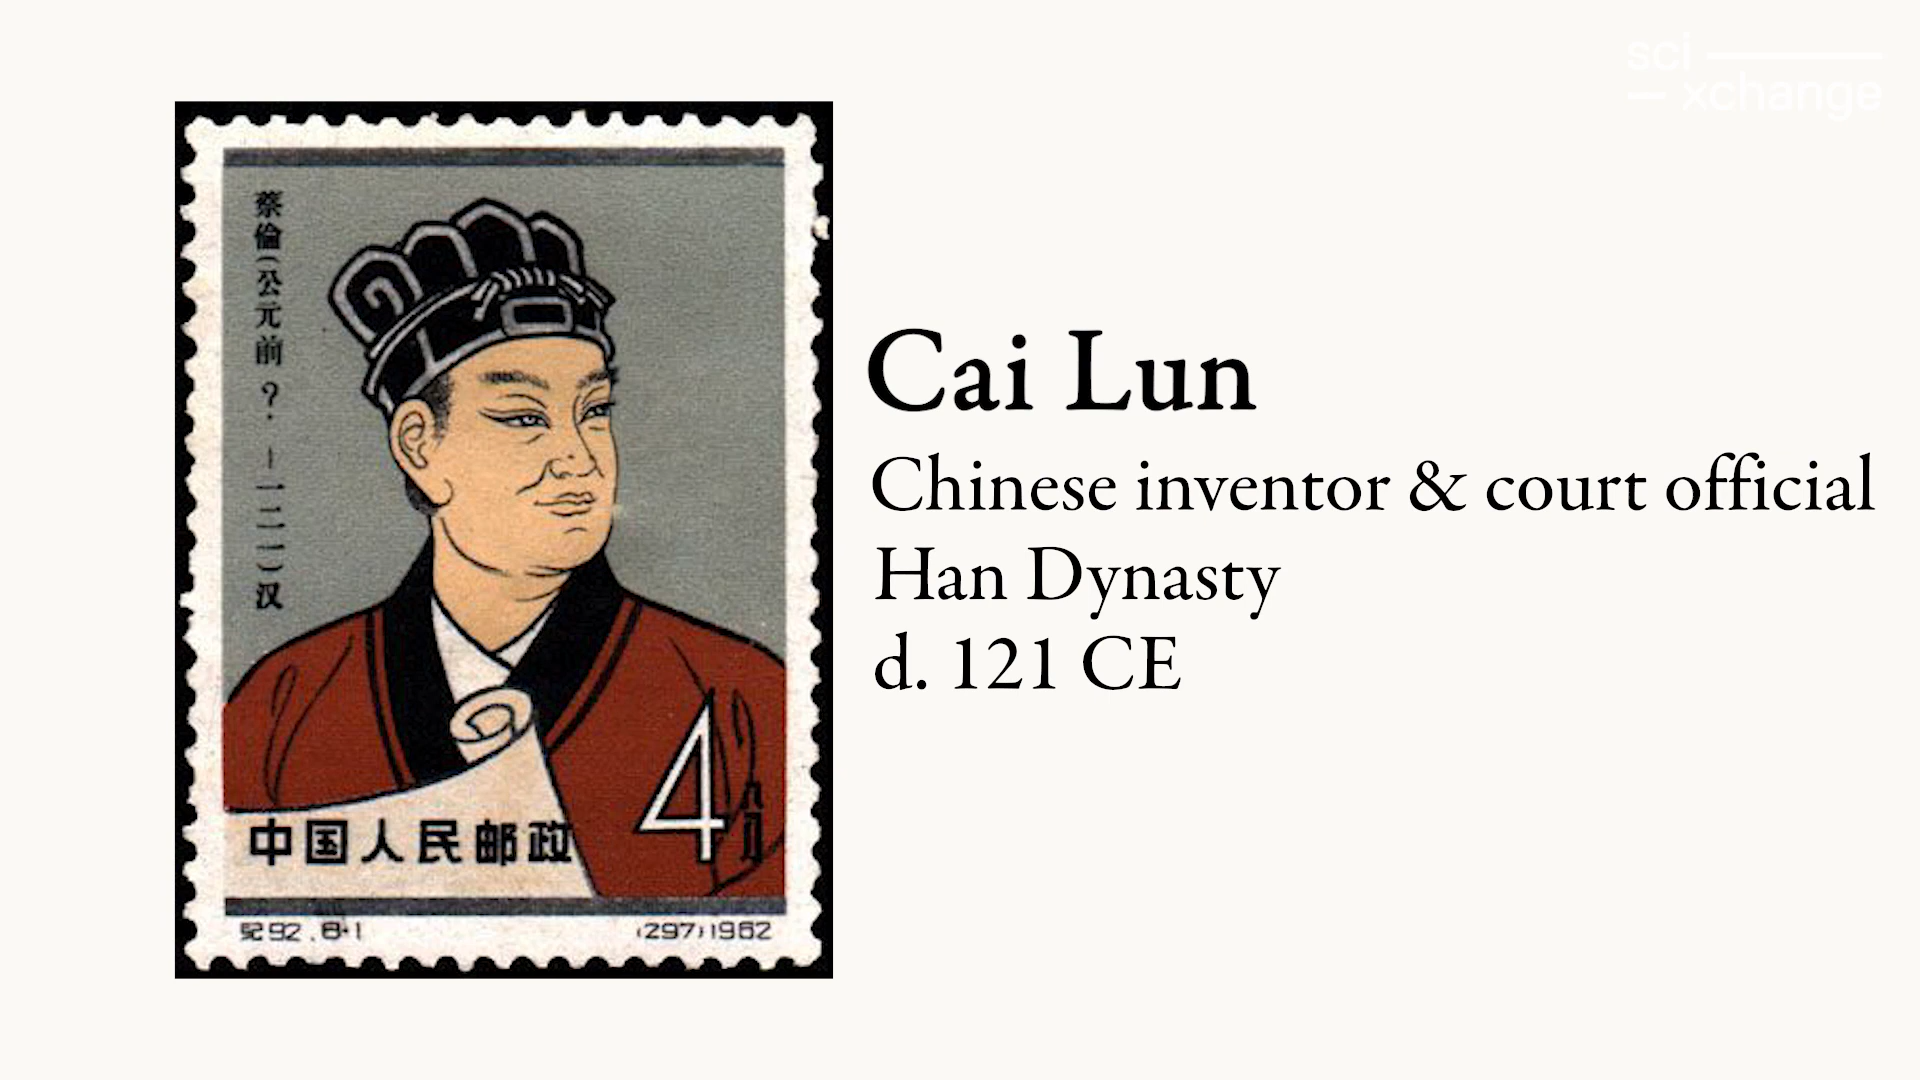 sci
xchange
蔡倫(公元前?-一二一)汉
中国人民邮政
4分
纪92.8-1
(297)1962
Cai Lun
Chinese inventor & court official
Han Dynasty
d. 121 CE